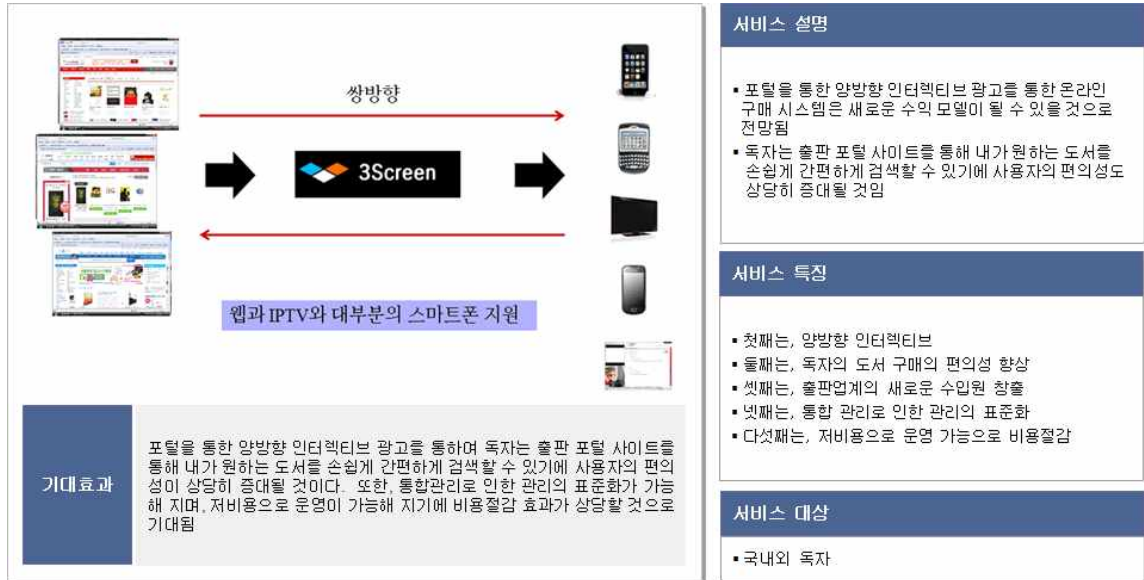 쌍방향
3Screen
웹과 IPTV와 대부분의 스마트폰 지원
기대효과
포털을 통한 양방향 인터렉티브 광고를 통하며 독자는 출판 포털 사이트를
통해 내가 원하는 도서를 손쉽게 간편하게 검색할 수 있기에 사용자의 편의
성이 상당히 증대될 것이다. 또한, 통합관리로 인한 관리의 표준화가 가능
해 지며, 저비용으로 운영이 가능해 지기에 비용절감 효과가 상당할 것으로
기대됨
서비스 설명
▪ 포털을 통한 양방향 인터렉티브 광고를 통한 온라인
구매 시스템은 새로운 수익 모델이 될 수 있을 것으로
전망됨
▪ 독자는 출판 포털 사이트를 통해 내가 원하는 도서를
손쉽게 간편하게 검색할 수 있기에 사용자의 편의성도
상당히 증대될 것임
서비스 특징
▪ 첫째는, 양방향 인터렉티브
▪ 둘째는, 독자의 도서 구매의 편의성 향상
▪ 셋째는, 출판업계의 새로운 수입원 창출
▪ 넷째는, 통합 관리로 인한 관리의 표준화
▪ 다섯째는, 저비용으로 운영 가능으로 비용절감
서비스 대상
▪ 국내외 독자